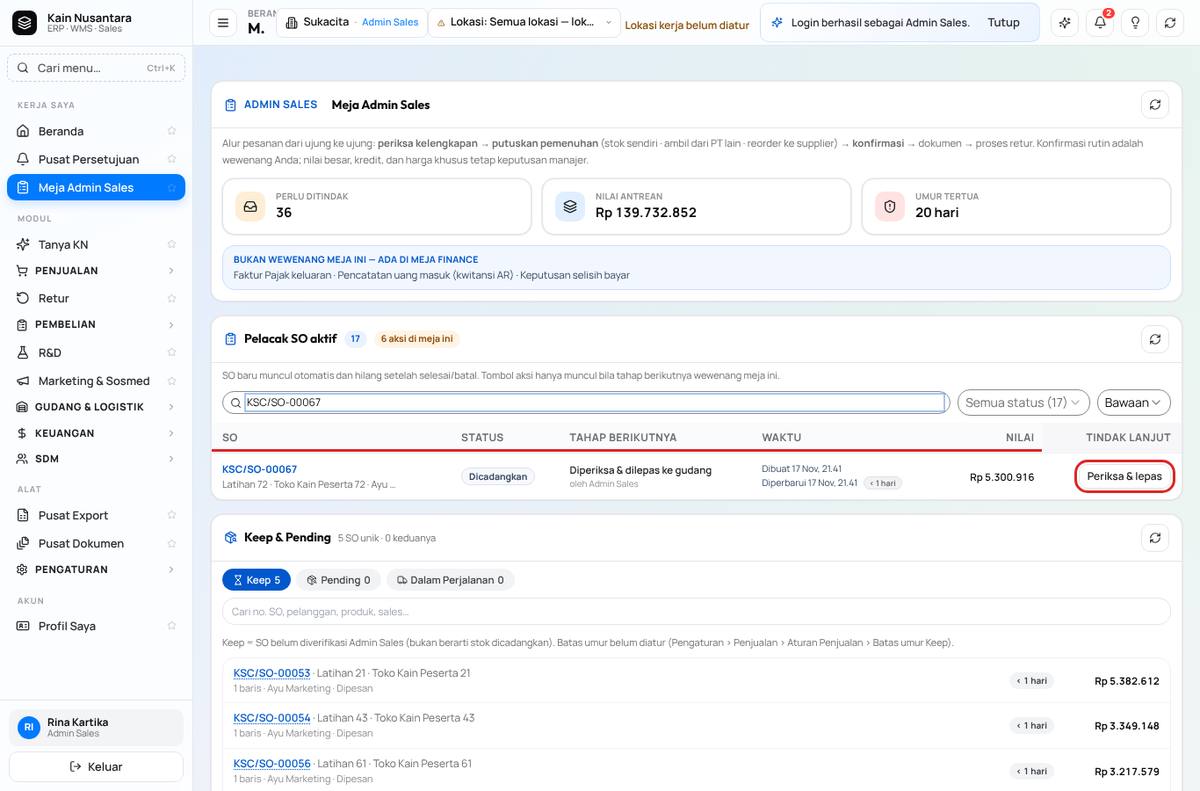 Kain Nusantara
ERP · WMS · Sales
Cari menu... Ctrl+K
KERJA SAYA
Beranda
Pusat Persetujuan
Meja Admin Sales
MODUL
Tanya KN
PENJUALAN
Retur
PEMBELIAN
R&D
Marketing & Sosmed
GUDANG & LOGISTIK
KEUANGAN
SDM
ALAT
Pusat Export
Pusat Dokumen
PENGATURAN
AKUN
Profil Saya
RI
Rina Kartika
Admin Sales
Keluar
BERAN
M.
Sukacita · Admin Sales
Lokasi: Semua lokasi — lok...
Lokasi kerja belum diatur
Login berhasil sebagai Admin Sales. Tutup
2
ADMIN SALES Meja Admin Sales
Alur pesanan dari ujung ke ujung: periksa kelengkapan → putuskan pemenuhan (stok sendiri · ambil dari PT lain · reorder ke supplier) → konfirmasi → dokumen → proses retur. Konfirmasi rutin adalah
wewenang Anda; nilai besar, kredit, dan harga khusus tetap keputusan manajer.
PERLU DITINDAK
36
NILAI ANTREAN
Rp 139.732.852
UMUR TERTUA
20 hari
BUKAN WEWENANG MEJA INI — ADA DI MEJA FINANCE
Faktur Pajak keluaran · Pencatatan uang masuk (kwitansi AR) · Keputusan selisih bayar
Pelacak SO aktif 17 6 aksi di meja ini
SO baru muncul otomatis dan hilang setelah selesai/batal. Tombol aksi hanya muncul bila tahap berikutnya wewenang meja ini.
KSC/SO-00067 Semua status (17) Bawaan
SO STATUS TAHAP BERIKUTNYA WAKTU NILAI TINDAK LANJUT
KSC/SO-00067
Latihan 72 · Toko Kain Peserta 72 · Ayu ...
Dicadangkan
Diperiksa & dilepas ke gudang
oleh Admin Sales
Dibuat 17 Nov, 21.41
Diperbarui 17 Nov, 21.41 < 1 hari
Rp 5.300.916
Periksa & lepas
Keep & Pending 5 SO unik · 0 keduanya
Keep 5 Pending 0 Dalam Perjalanan 0
Cari no. SO, pelanggan, produk, sales...
Keep = SO belum diverifikasi Admin Sales (bukan berarti stok dicadangkan). Batas umur belum diatur (Pengaturan > Penjualan > Aturan Penjualan > Batas umur Keep).
KSC/SO-00053 · Latihan 21 · Toko Kain Peserta 21
1 baris · Ayu Marketing · Dipesan
< 1 hari Rp 5.382.612
KSC/SO-00054 · Latihan 43 · Toko Kain Peserta 43
1 baris · Ayu Marketing · Dipesan
< 1 hari Rp 3.349.148
KSC/SO-00056 · Latihan 61 · Toko Kain Peserta 61
1 baris · Ayu Marketing · Dipesan
< 1 hari Rp 3.217.579